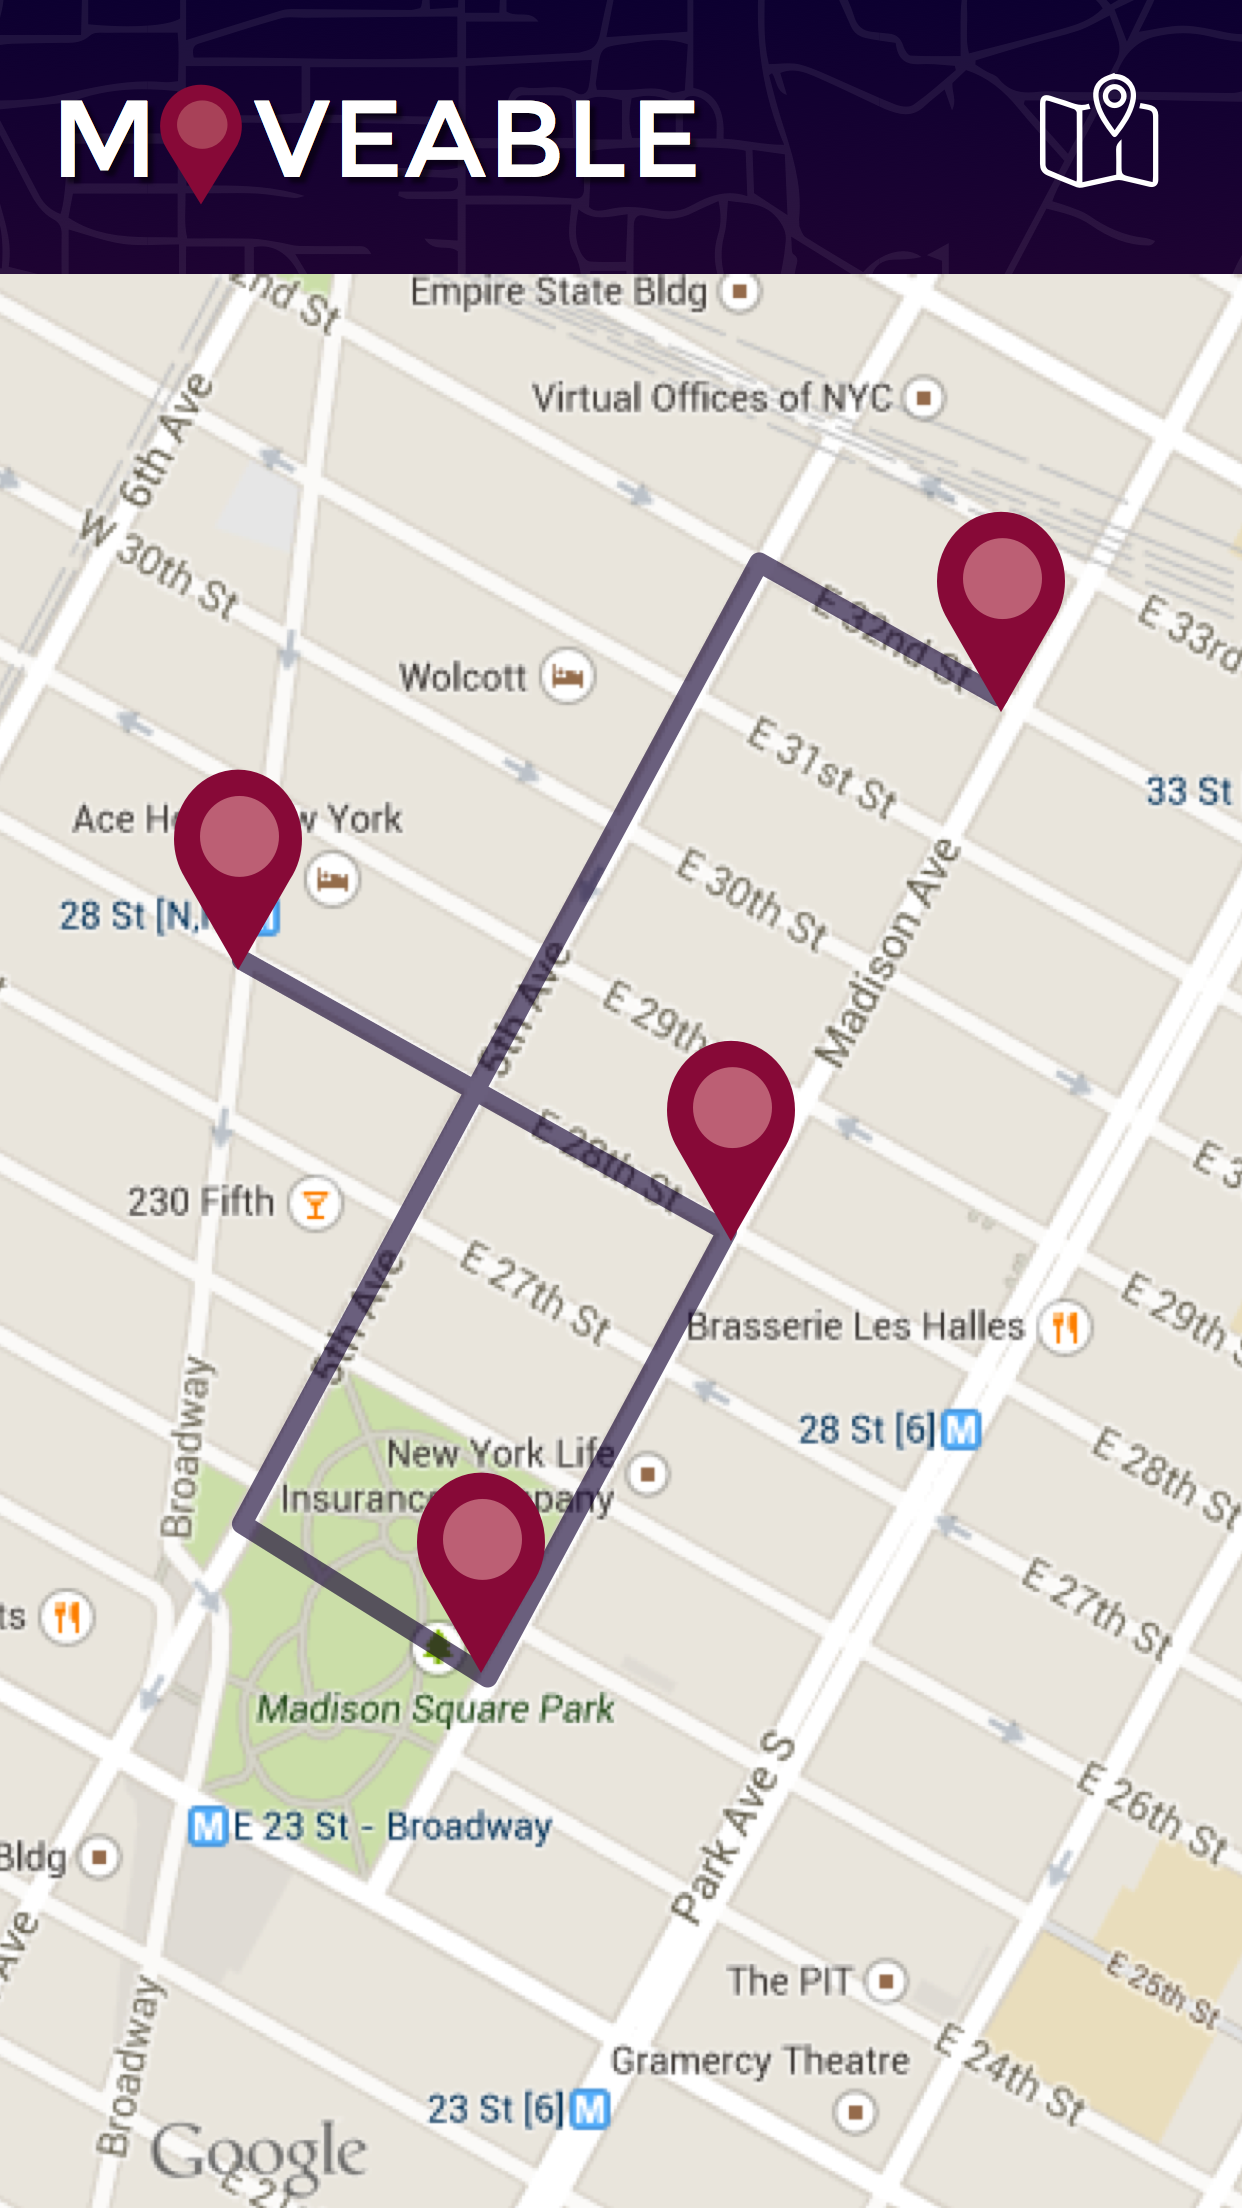 MOVEABLE
2nd St
Empire State Bldg
Virtual Offices of NYC
6th Ave
W 30th St
E 32nd St
E 33rd
Wolcott
E 31st St
33 St
Ace New York
E 30th St
Madison Ave
28 St [N,
5th Ave
E 29th
E 28th St
E 3
230 Fifth
E 27th St
5th Ave
Brasserie Les Halles
E 29th S
Broadway
28 St [6] M
E 28th St
New York Life
Insurance Company
ts
E 27th St
Madison Square Park
Park Ave S
E 26th St
M E 23 St - Broadway
Bldg
Ave
The PIT
E 25th St
Broadway
Gramercy Theatre
E 24th St
23 St [6] M
Google